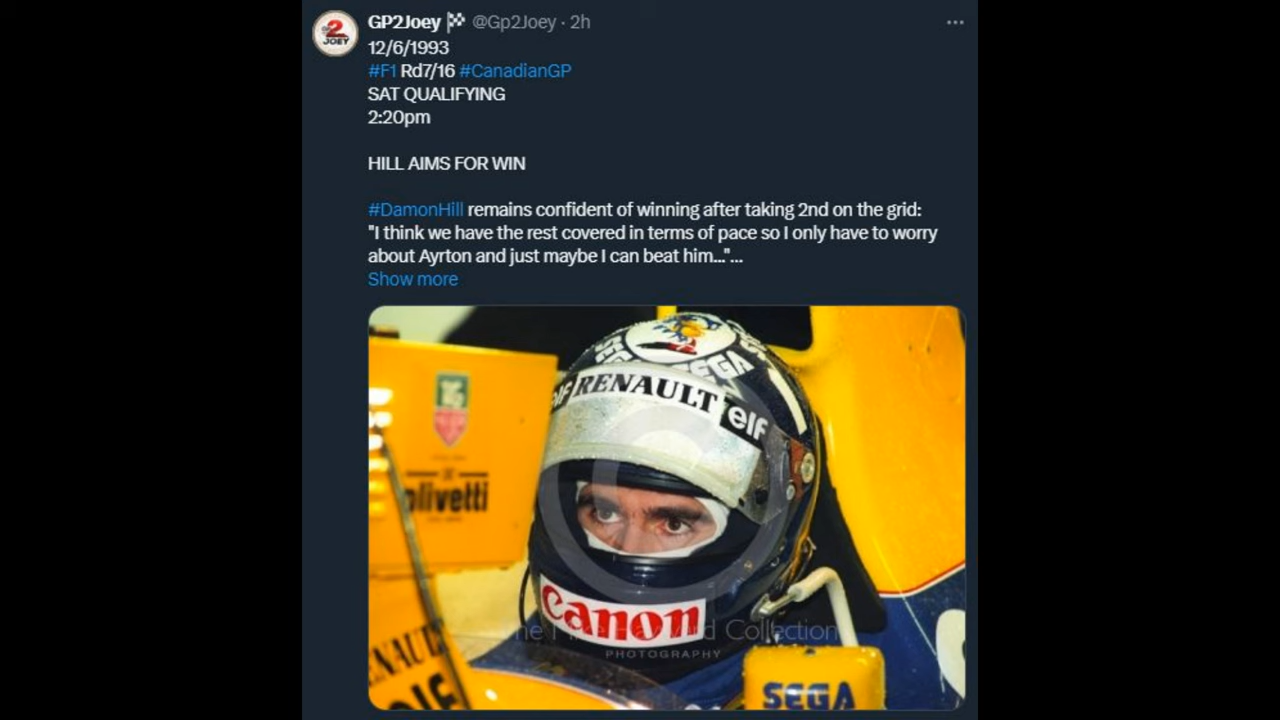 GP2Joey @Gp2Joey · 2h
12/6/1993
#F1 Rd7/16 #CanadianGP
SAT QUALIFYING
2:20pm
HILL AIMS FOR WIN
#DamonHill remains confident of winning after taking 2nd on the grid:
"I think we have the rest covered in terms of pace so I only have to worry
about Ayrton and just maybe I can beat him..."...
Show more
SEGA
RENAULT
elf
olivetti
Canon
Collection
PHOTOGRAPHY
SEGA